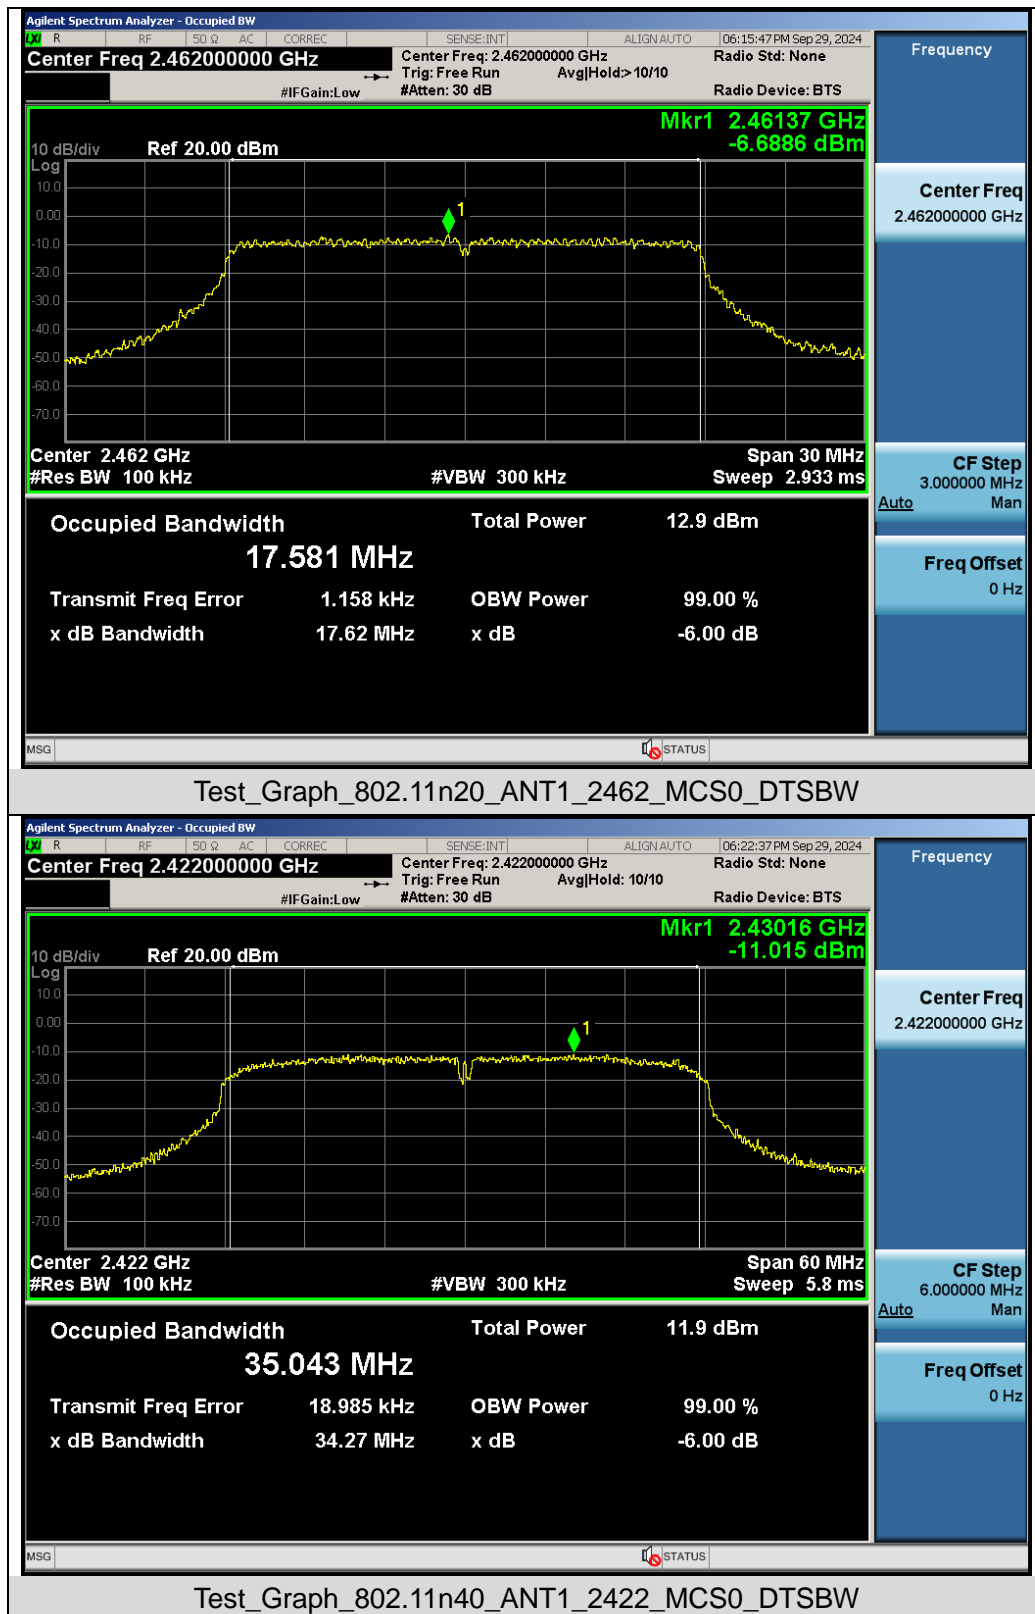 Agilent Spectrum Analyzer - Occupied BW
LXI R RF 50 Ω AC CORREC SENSE:INT ALIGN AUTO 06:15:47 PM Sep 29, 2024
Center Freq 2.462000000 GHz Center Freq: 2.462000000 GHz Radio Std: None
Trig: Free Run Avg|Hold:> 10/10
#IFGain:Low #Atten: 30 dB Radio Device: BTS
Frequency
Mkr1 2.46137 GHz
-6.6886 dBm
10 dB/div Ref 20.00 dBm
Log
10.0
0.00
-10.0
-20.0
-30.0
-40.0
-50.0
-60.0
-70.0
1
Center 2.462 GHz Span 30 MHz
#Res BW 100 kHz #VBW 300 kHz Sweep 2.933 ms
Center Freq
2.462000000 GHz
CF Step
3.000000 MHz
Auto Man
Freq Offset
0 Hz
Occupied Bandwidth Total Power 12.9 dBm
17.581 MHz
Transmit Freq Error 1.158 kHz OBW Power 99.00 %
x dB Bandwidth 17.62 MHz x dB -6.00 dB
MSG STATUS
Test_Graph_802.11n20_ANT1_2462_MCS0_DTSBW
Agilent Spectrum Analyzer - Occupied BW
LXI R RF 50 Ω AC CORREC SENSE:INT ALIGN AUTO 06:22:37 PM Sep 29, 2024
Center Freq 2.422000000 GHz Center Freq: 2.422000000 GHz Radio Std: None
Trig: Free Run Avg|Hold: 10/10
#IFGain:Low #Atten: 30 dB Radio Device: BTS
Frequency
Mkr1 2.43016 GHz
-11.015 dBm
10 dB/div Ref 20.00 dBm
Log
10.0
0.00
-10.0
-20.0
-30.0
-40.0
-50.0
-60.0
-70.0
1
Center 2.422 GHz Span 60 MHz
#Res BW 100 kHz #VBW 300 kHz Sweep 5.8 ms
Center Freq
2.422000000 GHz
CF Step
6.000000 MHz
Auto Man
Freq Offset
0 Hz
Occupied Bandwidth Total Power 11.9 dBm
35.043 MHz
Transmit Freq Error 18.985 kHz OBW Power 99.00 %
x dB Bandwidth 34.27 MHz x dB -6.00 dB
MSG STATUS
Test_Graph_802.11n40_ANT1_2422_MCS0_DTSBW